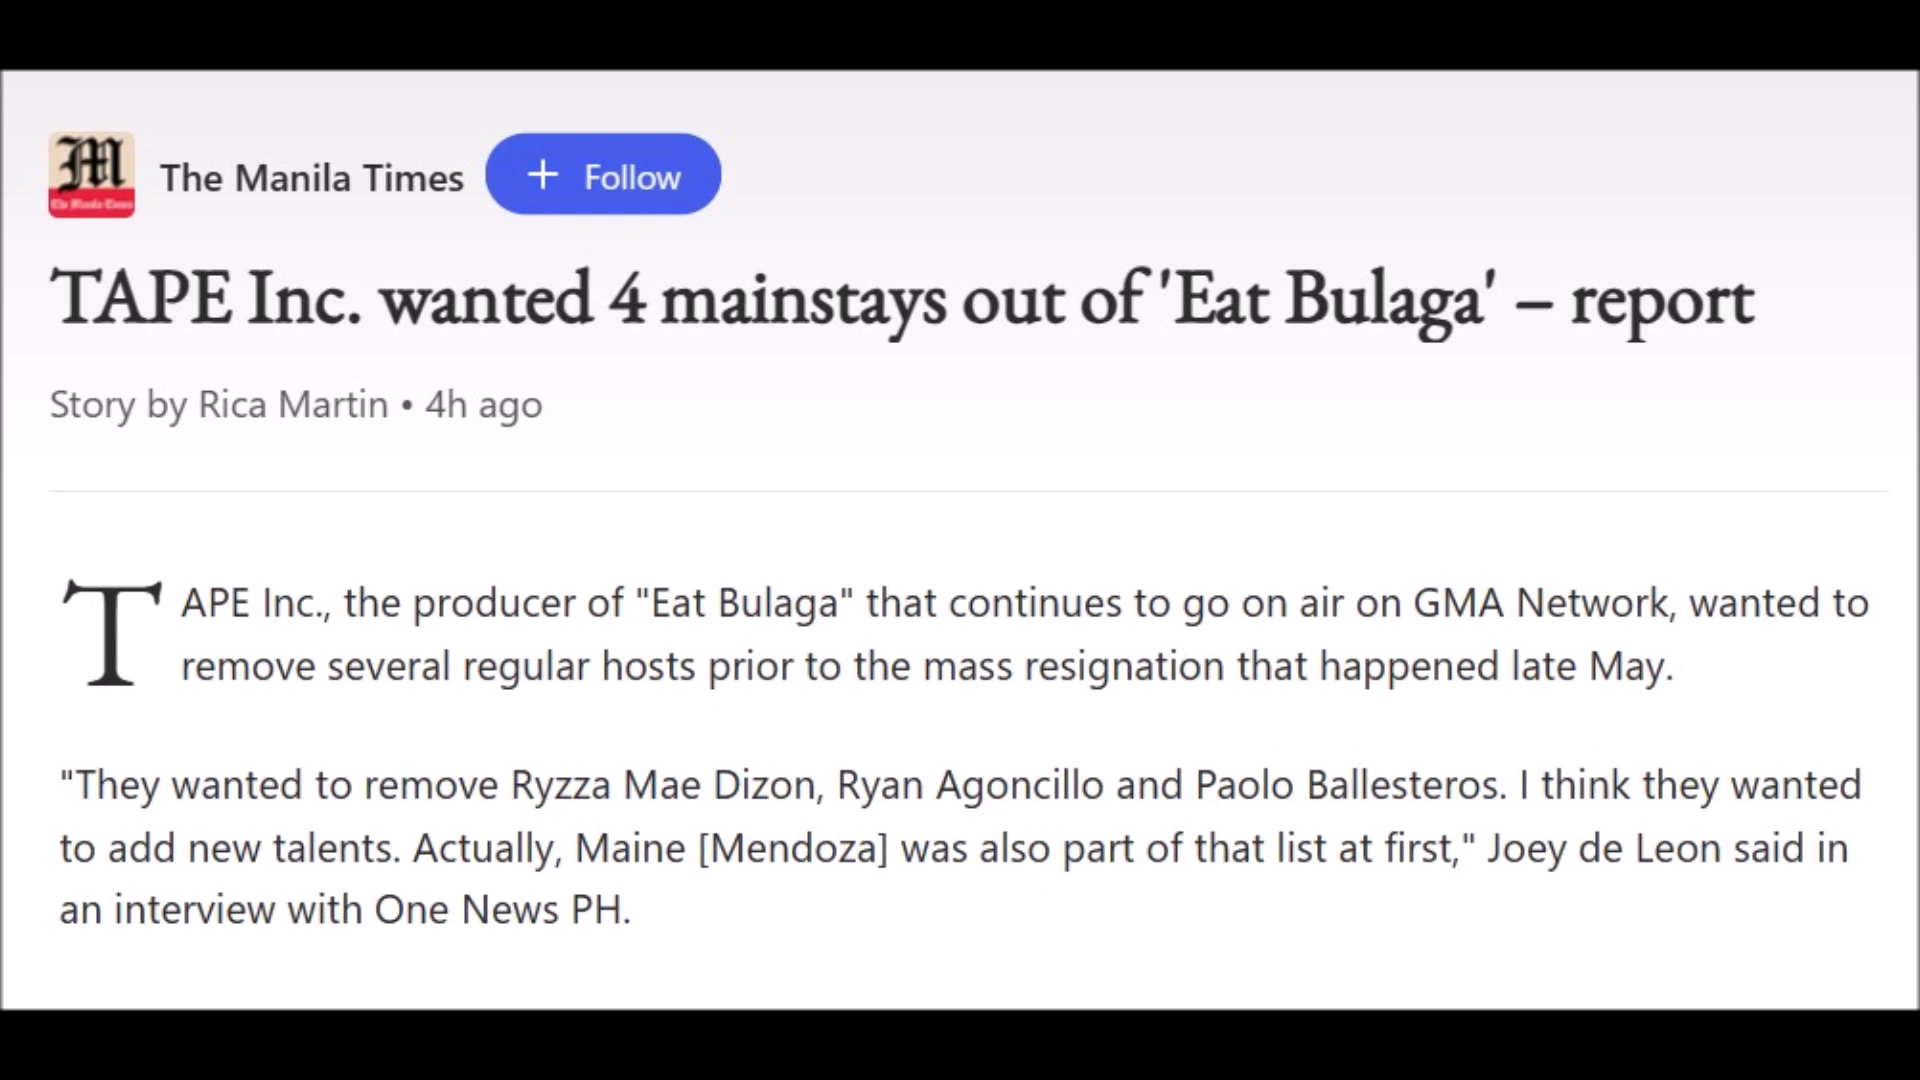 The Manila Times
The Manila Times + Follow
TAPE Inc. wanted 4 mainstays out of 'Eat Bulaga' – report
Story by Rica Martin • 4h ago
TAPE Inc., the producer of "Eat Bulaga" that continues to go on air on GMA Network, wanted to
remove several regular hosts prior to the mass resignation that happened late May.
"They wanted to remove Ryzza Mae Dizon, Ryan Agoncillo and Paolo Ballesteros. I think they wanted
to add new talents. Actually, Maine [Mendoza] was also part of that list at first," Joey de Leon said in
an interview with One News PH.